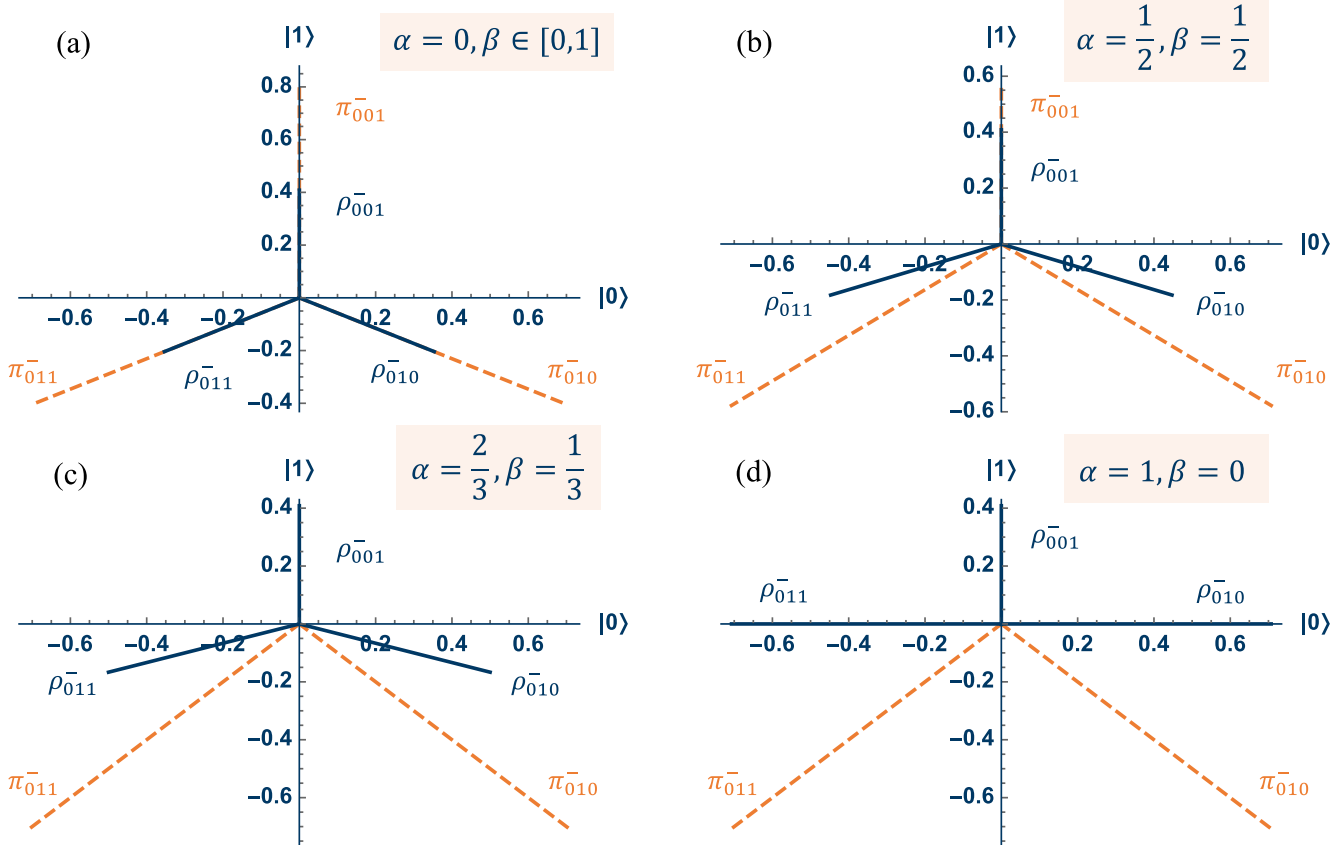 (a)
|1⟩
α = 0, β ∈ [0,1]
0.8
π⁻₀₀₁
0.6
0.4
ρ⁻₀₀₁
0.2
−0.6 −0.4 −0.2 0.2 0.4 0.6 |0⟩
−0.2
π⁻₀₁₁ ρ⁻₀₁₁ ρ⁻₀₁₀ π⁻₀₁₀
−0.4
(b)
|1⟩
α = 1/2, β = 1/2
0.6
π⁻₀₀₁
0.4
ρ⁻₀₀₁
0.2
|0⟩
−0.6 −0.4 −0.2 0.2 0.4 0.6
ρ⁻₀₁₁ −0.2 ρ⁻₀₁₀
π⁻₀₁₁ −0.4 π⁻₀₁₀
−0.6
(c)
|1⟩
α = 2/3, β = 1/3
0.4
ρ⁻₀₀₁
0.2
|0⟩
−0.6 −0.4 −0.2 0.2 0.4 0.6
ρ⁻₀₁₁ −0.2 ρ⁻₀₁₀
−0.4
π⁻₀₁₁ −0.6 π⁻₀₁₀
(d)
|1⟩
α = 1, β = 0
0.4
ρ⁻₀₀₁
0.2
ρ⁻₀₁₁ ρ⁻₀₁₀
|0⟩
−0.6 −0.4 −0.2 0.2 0.4 0.6
−0.2
−0.4
π⁻₀₁₁ −0.6 π⁻₀₁₀